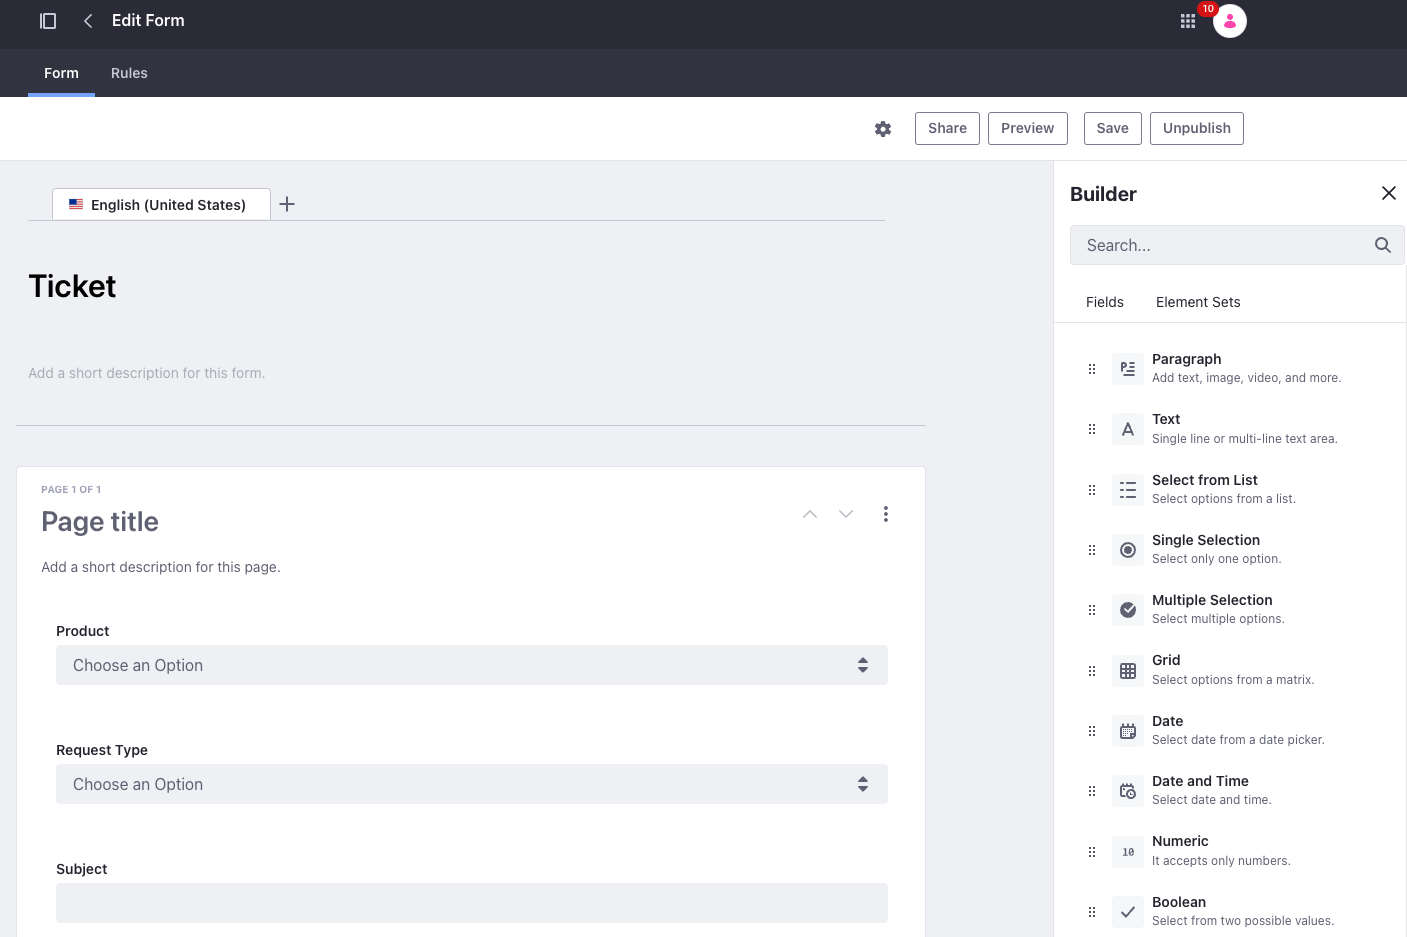 Edit Form
10
Form
Rules
Share
Preview
Save
Unpublish
English (United States)
Ticket
Add a short description for this form.
PAGE 1 OF 1
Page title
Add a short description for this page.
Product
Choose an Option
Request Type
Choose an Option
Subject
Builder
Search...
Fields
Element Sets
Paragraph
Add text, image, video, and more.
Text
Single line or multi-line text area.
Select from List
Select options from a list.
Single Selection
Select only one option.
Multiple Selection
Select multiple options.
Grid
Select options from a matrix.
Date
Select date from a date picker.
Date and Time
Select date and time.
10
Numeric
It accepts only numbers.
Boolean
Select from two possible values.